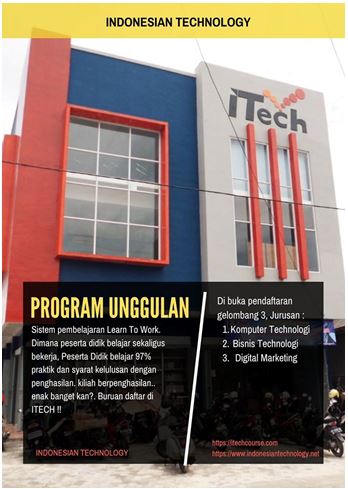 INDONESIAN TECHNOLOGY
iTech
PROGRAM UNGGULAN
Sistem pembelajaran Learn To Work.
Dimana peserta didik belajar sekaligus
bekerja, Peserta Didik belajar 97%
praktik dan syarat kelulusan dengan
penghasilan. kiliah berpenghasilan..
enak banget kan?. Buruan daftar di
ITECH !!
INDONESIAN TECHNOLOGY
Di buka pendaftaran
gelombang 3, Jurusan :
1. Komputer Technologi
2. Bisnis Technologi
3. Digital Marketing
https://itechcourse.com
https://www.indonesiantechnology.net